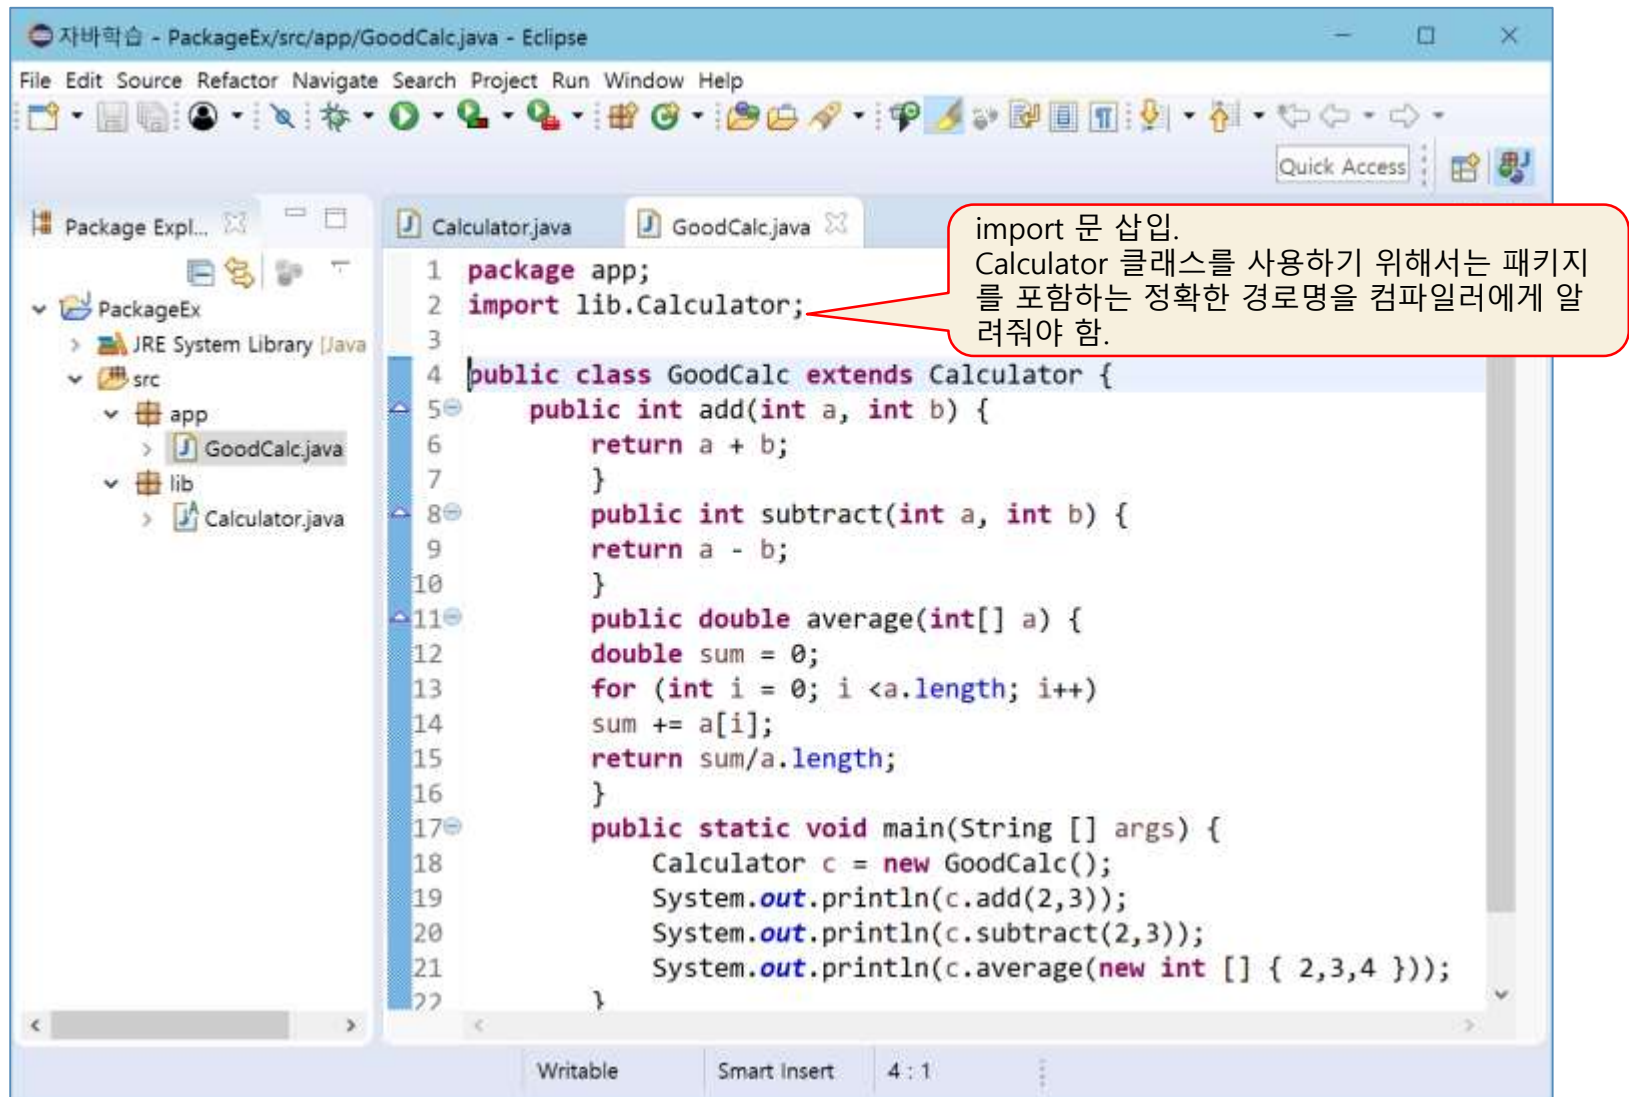 자바학습 - PackageEx/src/app/GoodCalc.java - Eclipse
File Edit Source Refactor Navigate Search Project Run Window Help
Quick Access
Package Expl...
PackageEx
JRE System Library [Java
src
app
GoodCalc.java
lib
Calculator.java
Calculator.java GoodCalc.java
import 문 삽입.
Calculator 클래스를 사용하기 위해서는 패키지
를 포함하는 정확한 경로명을 컴파일러에게 알
려줘야 함.
1 package app;
2 import lib.Calculator;
3
4 public class GoodCalc extends Calculator {
5 public int add(int a, int b) {
6 return a + b;
7 }
8 public int subtract(int a, int b) {
9 return a - b;
10 }
11 public double average(int[] a) {
12 double sum = 0;
13 for (int i = 0; i <a.length; i++)
14 sum += a[i];
15 return sum/a.length;
16 }
17 public static void main(String [] args) {
18 Calculator c = new GoodCalc();
19 System.out.println(c.add(2,3));
20 System.out.println(c.subtract(2,3));
21 System.out.println(c.average(new int [] { 2,3,4 }));
22 }
Writable Smart Insert 4 : 1